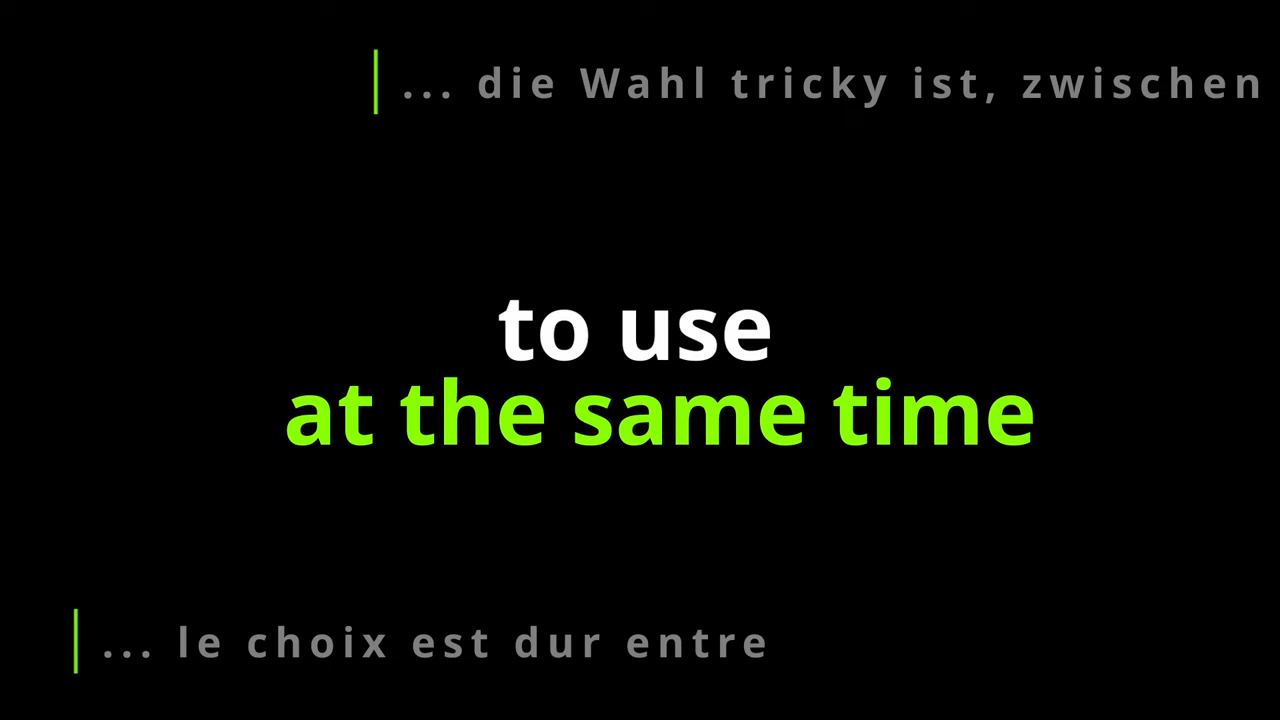 ... die Wahl tricky ist, zwischen
to use
at the same time
... le choix est dur entre